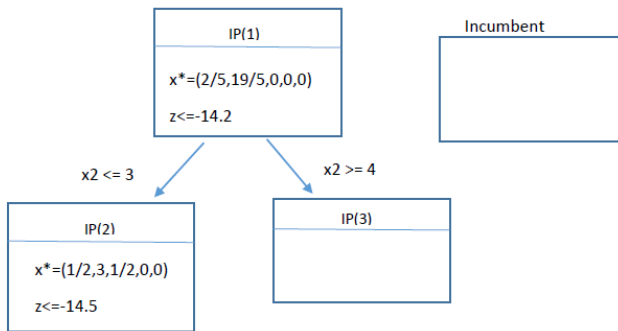 IP(1)
x*=(2/5,19/5,0,0,0)
z<=-14.2
Incumbent
x2 <= 3
x2 >= 4
IP(2)
x*=(1/2,3,1/2,0,0)
z<=-14.5
IP(3)